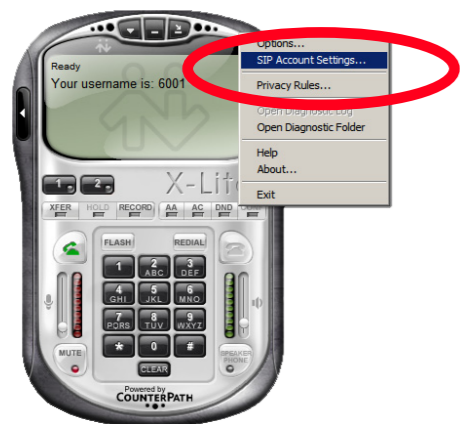 Ready
Your username is: 6001
Options...
SIP Account Settings...
Privacy Rules...
Open Diagnostic Log
Open Diagnostic Folder
Help
About...
Exit
1 2
X-Lite
XFER HOLD RECORD AA AC DND CONF
FLASH REDIAL
1 2 ABC 3 DEF
4 GHI 5 JKL 6 MNO
7 PQRS 8 TUV 9 WXYZ
* 0 #
MUTE
SPEAKER
PHONE
CLEAR
Powered by
COUNTERPATH